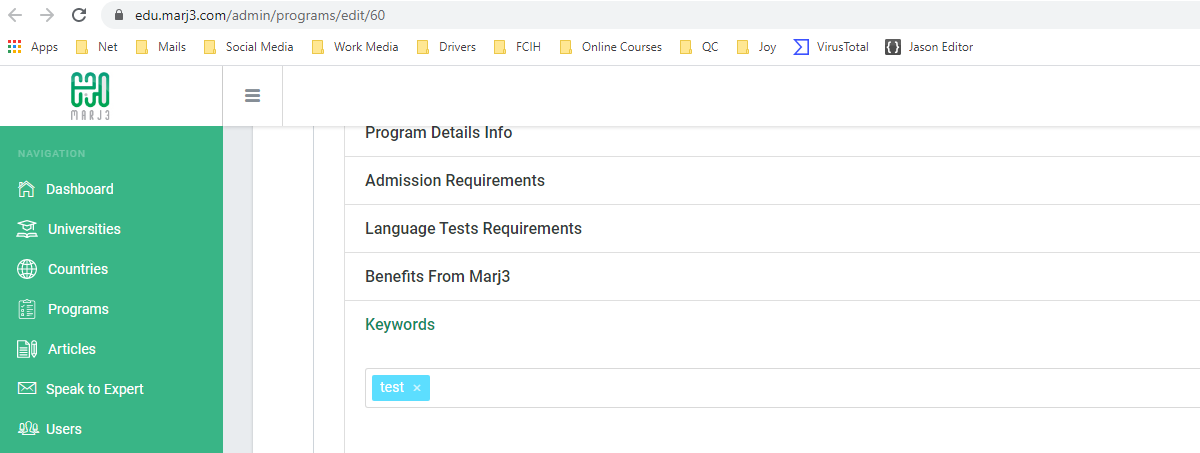 edu.marj3.com/admin/programs/edit/60
Apps Net Mails Social Media Work Media Drivers FCIH Online Courses QC Joy VirusTotal Jason Editor
MARJ3
NAVIGATION
Dashboard
Universities
Countries
Programs
Articles
Speak to Expert
Users
Program Details Info
Admission Requirements
Language Tests Requirements
Benefits From Marj3
Keywords
test ×